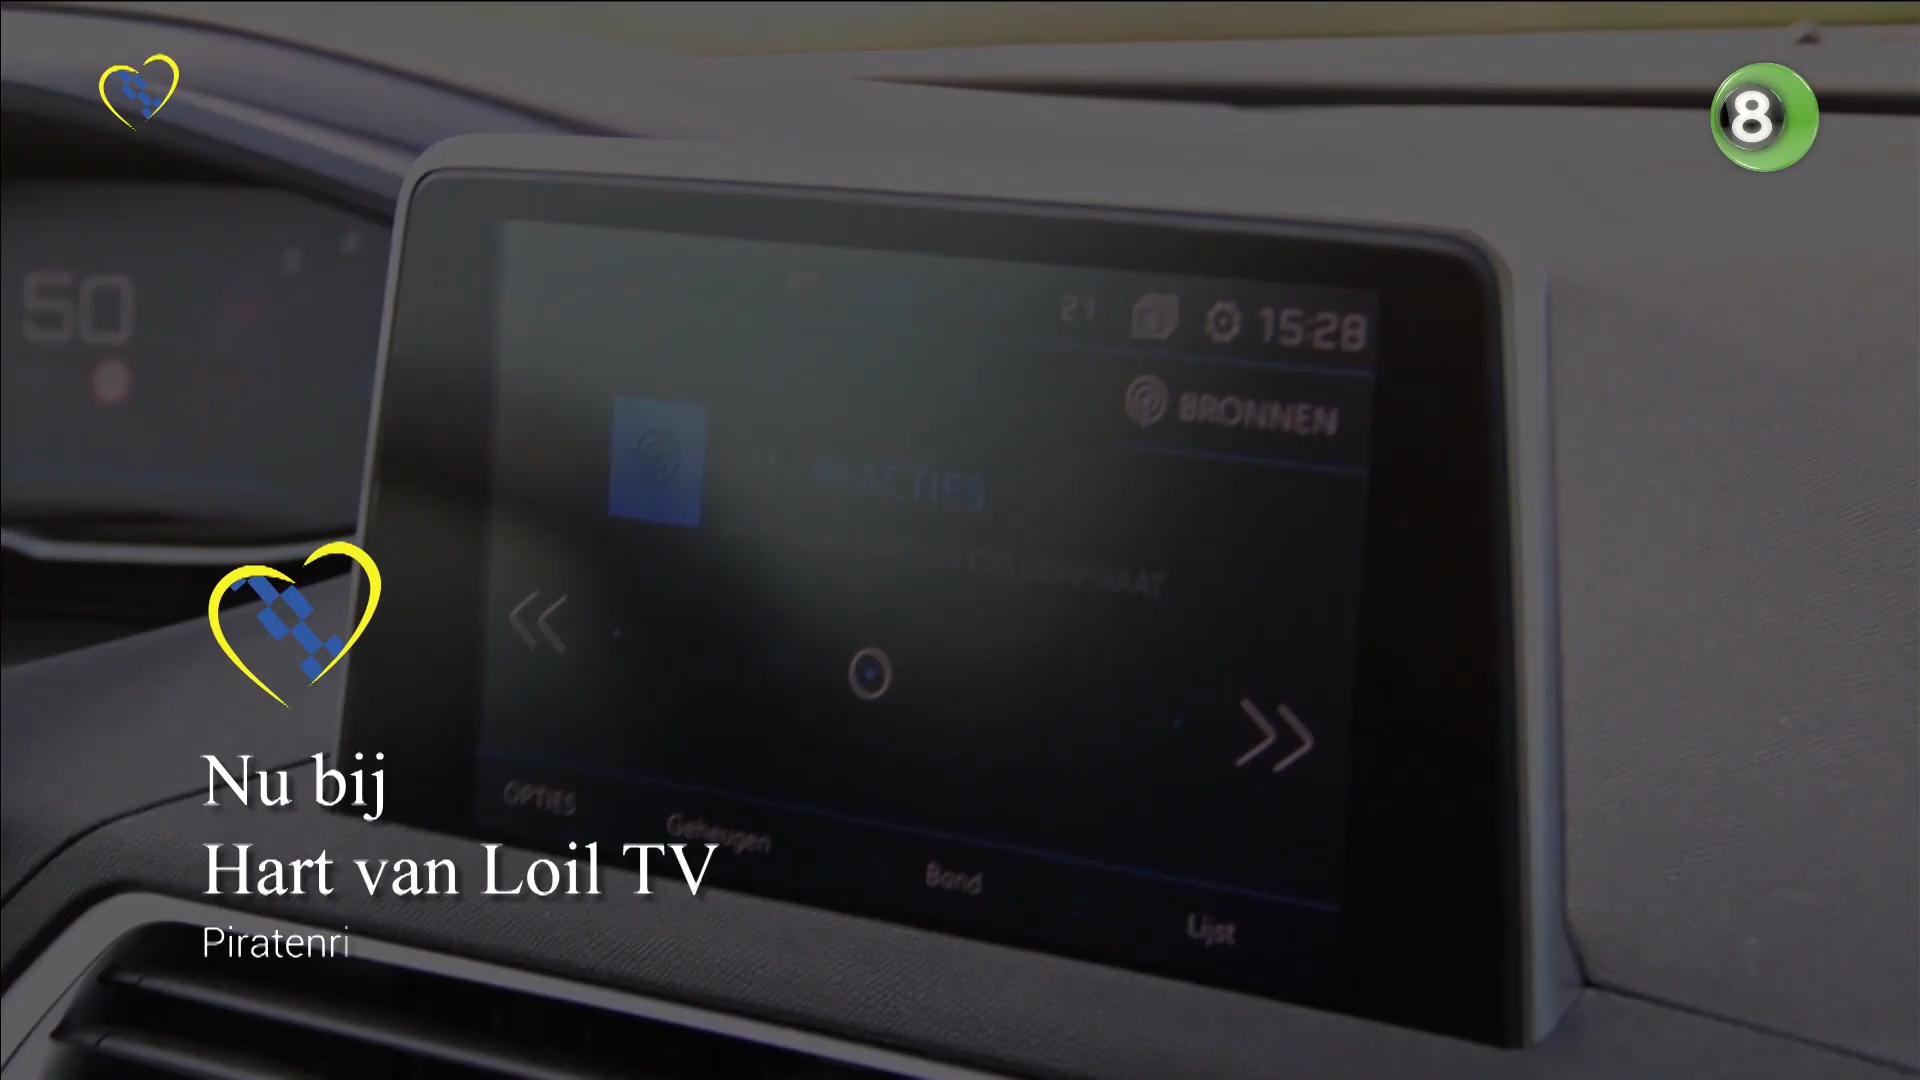 8
50
21
15:28
BRONNEN
OPTIES
Geheugen
Band
Lijst
Nu bij
Hart van Loil TV
Piratenri